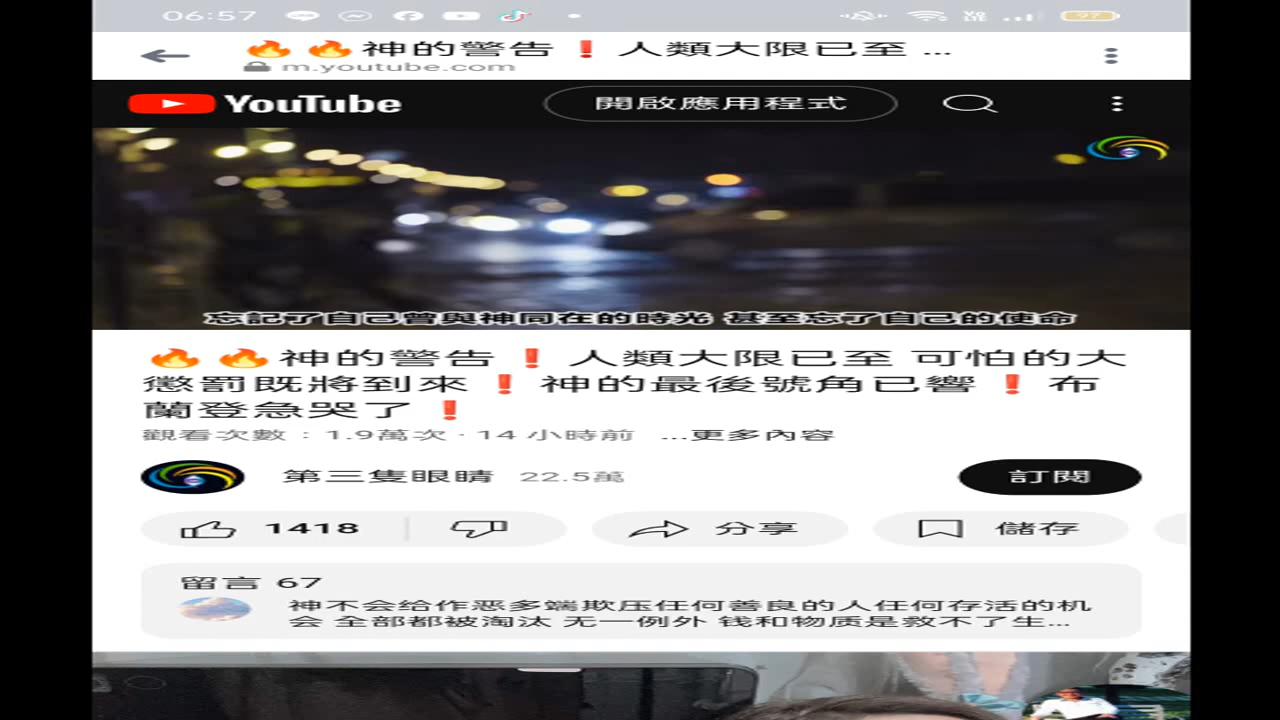 06:57
97
🔥🔥神的警告❗人類大限已至 ...
m.youtube.com
YouTube
開啟應用程式
忘記了自己曾與神同在的時光 甚至忘了自己的使命
🔥🔥神的警告❗人類大限已至 可怕的大
懲罰既將到來❗神的最後號角已響❗布
蘭登急哭了❗
觀看次數：1.9萬次 · 14 小時前 ...更多內容
第三隻眼睛 22.5萬
訂閱
1418
分享
儲存
留言 67
神不会给作恶多端欺压任何善良的人任何存活的机
会 全部都被淘汰 无一例外 钱和物质是救不了生...